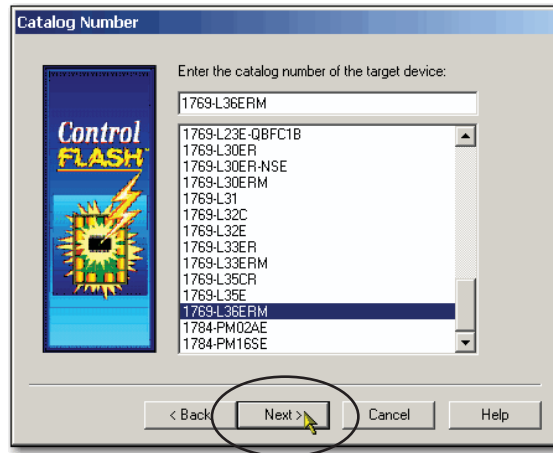 Catalog Number
Enter the catalog number of the target device:
1769-L36ERM
Control
FLASH
1769-L23E-QBFC1B
1769-L30ER
1769-L30ER-NSE
1769-L30ERM
1769-L31
1769-L32C
1769-L32E
1769-L33ER
1769-L33ERM
1769-L35CR
1769-L35E
1769-L36ERM
1784-PM02AE
1784-PM16SE
< Back
Next >
Cancel
Help